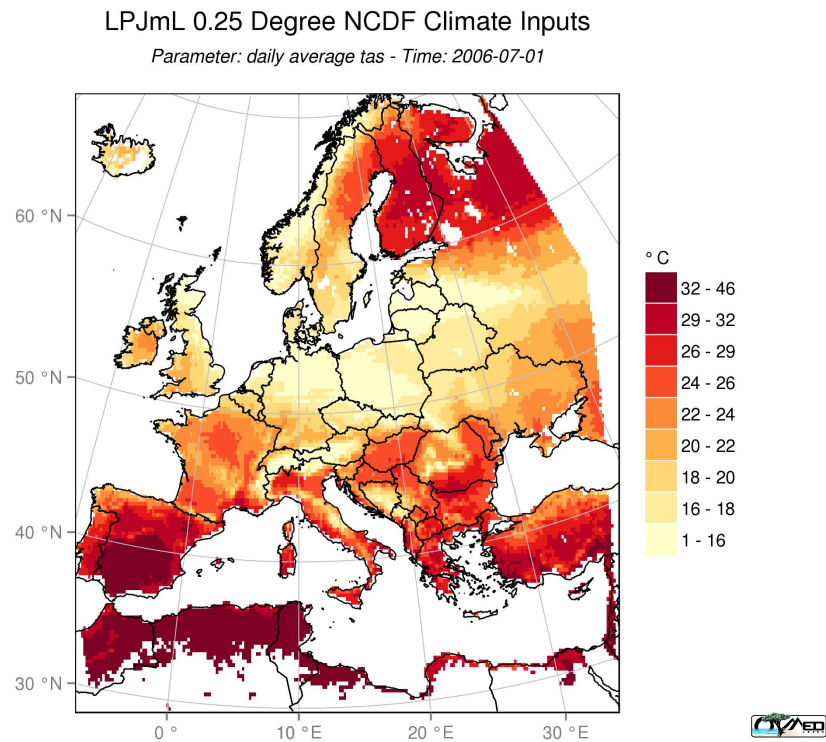 LPJmL 0.25 Degree NCDF Climate Inputs
Parameter: daily average tas - Time: 2006-07-01
60 °N
50 °N
40 °N
30 °N
0 °
10 °E
20 °E
30 °E
° C
32 - 46
29 - 32
26 - 29
24 - 26
22 - 24
20 - 22
18 - 20
16 - 18
1 - 16